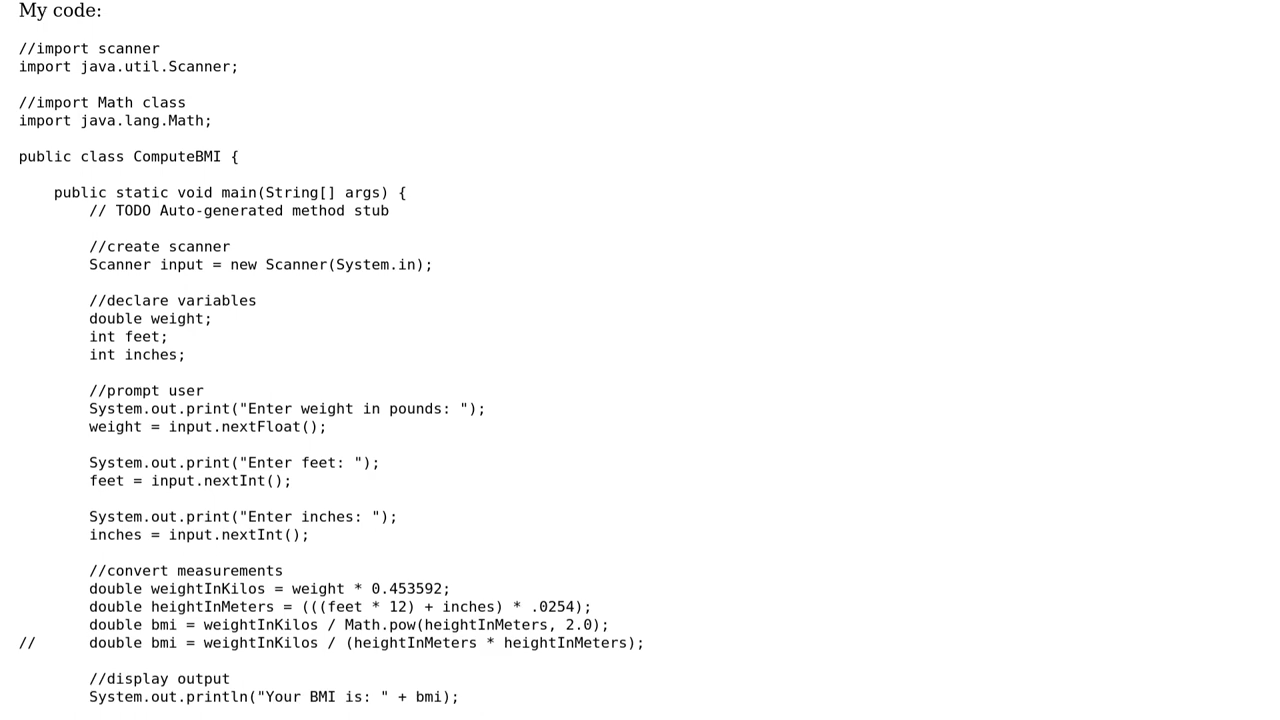 My code:
//import scanner
import java.util.Scanner;
//import Math class
import java.lang.Math;
public class ComputeBMI {
public static void main(String[] args) {
// TODO Auto-generated method stub
//create scanner
Scanner input = new Scanner(System.in);
//declare variables
double weight;
int feet;
int inches;
//prompt user
System.out.print("Enter weight in pounds: ");
weight = input.nextFloat();
System.out.print("Enter feet: ");
feet = input.nextInt();
System.out.print("Enter inches: ");
inches = input.nextInt();
//convert measurements
double weightInKilos = weight * 0.453592;
double heightInMeters = (((feet * 12) + inches) * .0254);
double bmi = weightInKilos / Math.pow(heightInMeters, 2.0);
// double bmi = weightInKilos / (heightInMeters * heightInMeters);
//display output
System.out.println("Your BMI is: " + bmi);